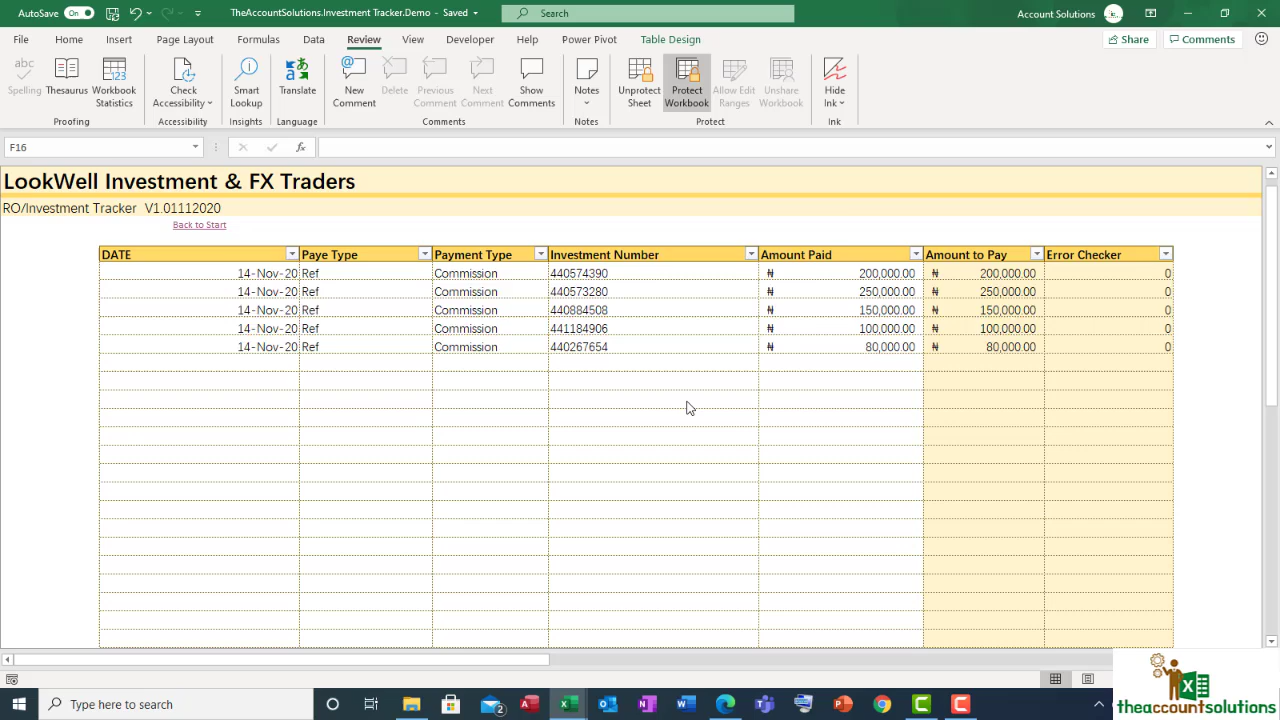 AutoSave On TheAccountSolutions.Investment Tracker.Demo - Saved Search Account Solutions
File Home Insert Page Layout Formulas Data Review View Developer Help Power Pivot Table Design Share Comments
abc 123
Spelling Thesaurus Workbook Statistics Check Accessibility Smart Lookup Translate New Comment Delete Previous Comment Next Comment Show Comments Notes Unprotect Sheet Protect Workbook Allow Edit Ranges Unshare Workbook Hide Ink
Proofing Accessibility Insights Language Comments Notes Protect Ink
F16 fx
LookWell Investment & FX Traders
RO/Investment Tracker V1.01112020
Back to Start
DATE Paye Type Payment Type Investment Number Amount Paid Amount to Pay Error Checker
14-Nov-20 Ref Commission 440574390 ₦ 200,000.00 ₦ 200,000.00 0
14-Nov-20 Ref Commission 440573280 ₦ 250,000.00 ₦ 250,000.00 0
14-Nov-20 Ref Commission 440884508 ₦ 150,000.00 ₦ 150,000.00 0
14-Nov-20 Ref Commission 441184906 ₦ 100,000.00 ₦ 100,000.00 0
14-Nov-20 Ref Commission 440267654 ₦ 80,000.00 ₦ 80,000.00 0
Type here to search 2
theaccountsolutions